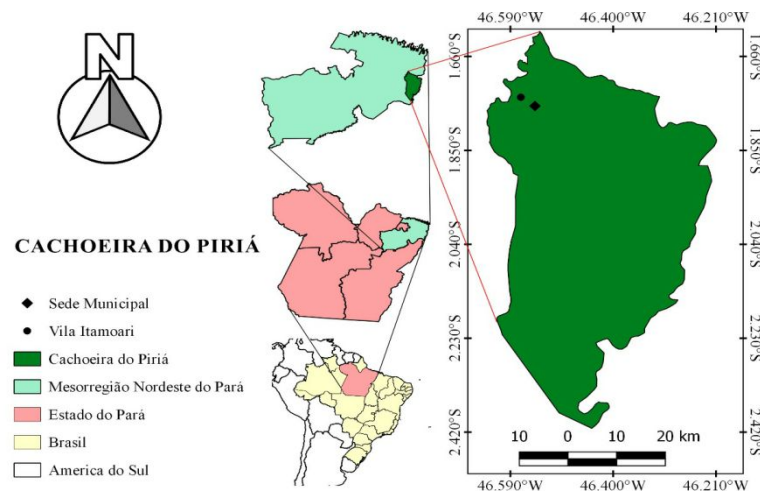 N
CACHOEIRA DO PIRIÁ
Sede Municipal
Vila Itamoari
Cachoeira do Piriá
Mesorregião Nordeste do Pará
Estado do Pará
Brasil
America do Sul
46.590°W 46.400°W 46.210°W
1.660°S 1.660°S
1.850°S 1.850°S
2.040°S 2.040°S
2.230°S 2.230°S
2.420°S 2.420°S
10 0 10 20 km
46.590°W 46.400°W 46.210°W